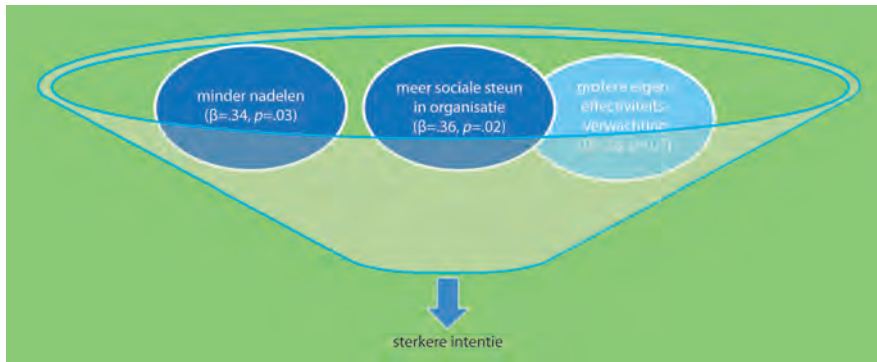 minder nadelen
(β=.34, p=.03)
meer sociale steun
in organisatie
(β=.36, p=.02)
grotere eigen-
effectiviteits-
verwachting
sterkere intentie